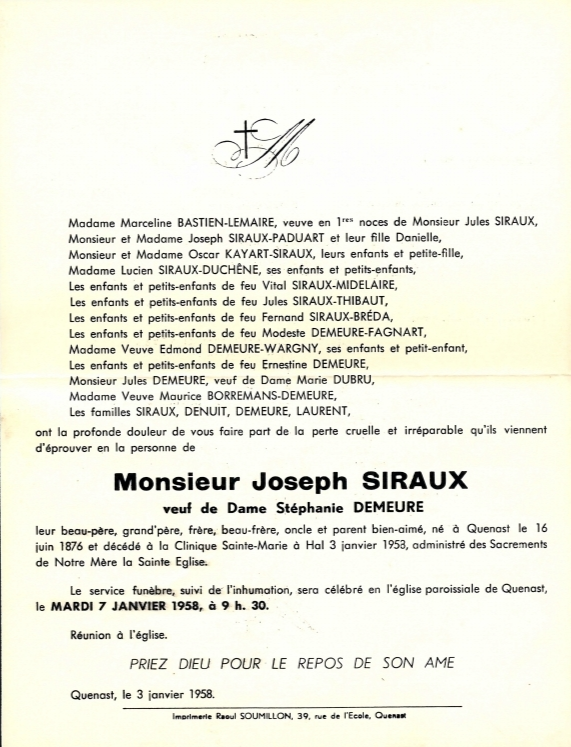 Madame Marceline BASTIEN-LEMAIRE, veuve en 1res noces de Monsieur Jules SIRAUX,
Monsieur et Madame Joseph SIRAUX-PADUART et leur fille Danielle,
Monsieur et Madame Oscar KAYART-SIRAUX, leurs enfants et petite-fille,
Madame Lucien SIRAUX-DUCHÊNE, ses enfants et petits-enfants,
Les enfants et petits-enfants de feu Vital SIRAUX-MIDELAIRE,
Les enfants et petits-enfants de feu Jules SIRAUX-THIBAUT,
Les enfants et petits-enfants de feu Fernand SIRAUX-BRÉDA,
Les enfants et petits-enfants de feu Modeste DEMEURE-FAGNART,
Madame Veuve Edmond DEMEURE-WARGNY, ses enfants et petit-enfant,
Les enfants et petits-enfants de feu Ernestine DEMEURE,
Monsieur Jules DEMEURE, veuf de Dame Marie DUBRU,
Madame Veuve Maurice BORREMANS-DEMEURE,
Les familles SIRAUX, DENUIT, DEMEURE, LAURENT,
ont la profonde douleur de vous faire part de la perte cruelle et irréparable qu'ils viennent
d'éprouver en la personne de
Monsieur Joseph SIRAUX
veuf de Dame Stéphanie DEMEURE
leur beau-père, grand'père, frère, beau-frère, oncle et parent bien-aimé, né à Quenast le 16
juin 1876 et décédé à la Clinique Sainte-Marie à Hal 3 janvier 1958, administré des Sacrements
de Notre Mère la Sainte Eglise.
Le service funèbre, suivi de l'inhumation, sera célébré en l'église paroissiale de Quenast,
le MARDI 7 JANVIER 1958, à 9 h. 30.
Réunion à l'église.
PRIEZ DIEU POUR LE REPOS DE SON AME
Quenast, le 3 janvier 1958.
Imprimerie Raoul SOUMILLON, 39, rue de l'Ecole, Quenast